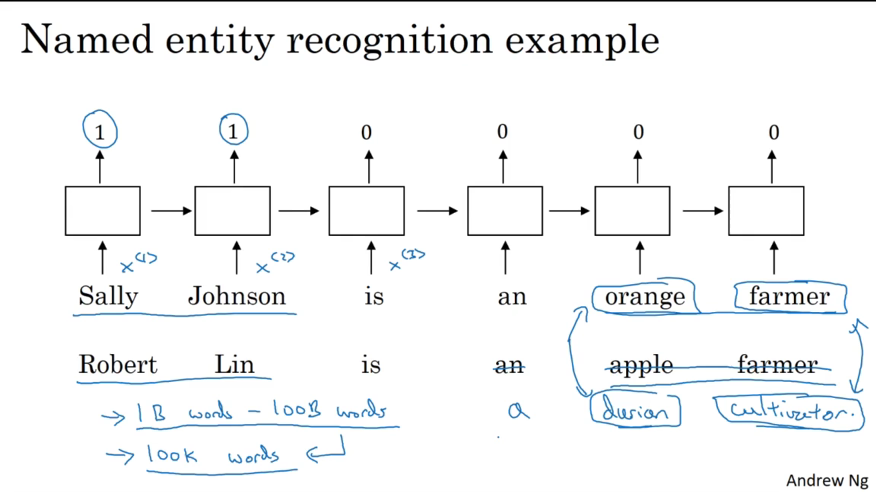 Named entity recognition example
1 1 0 0 0 0
x<1> x<2> x<3>
Sally Johnson is an orange farmer
Robert Lin is an apple farmer
→ 1B words - 100B words a durian cultivator.
→ 100K words
Andrew Ng